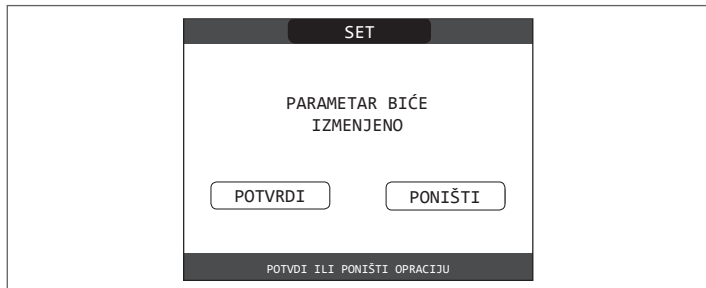 SET
PARAMETAR BIĆE
IZMENJENO
POTVRDI PONIŠTI
POTVDI ILI PONIŠTI OPRACIJU